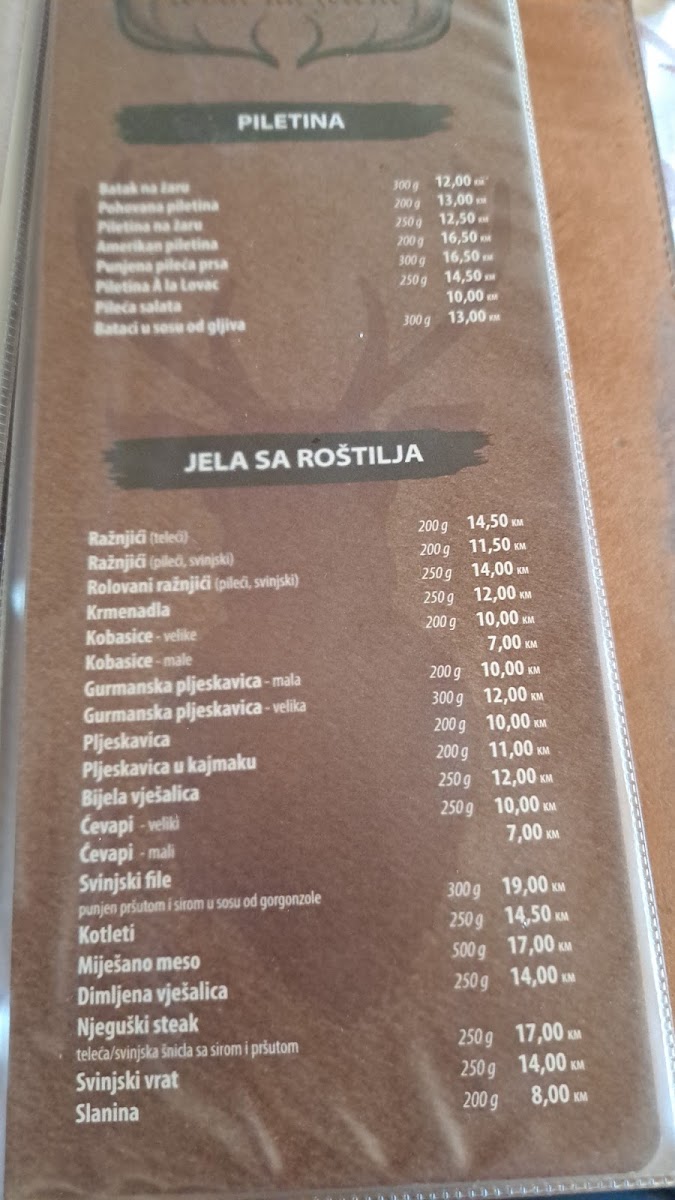 PILETINA
Batak na žaru 300 g 12,00 KM
Pohovana piletina 200 g 13,00 KM
Piletina na žaru 250 g 12,50 KM
Amerikan piletina 200 g 16,50 KM
Punjena pileća prsa 300 g 16,50 KM
Piletina À la Lovac 250 g 14,50 KM
Pileća salata 10,00 KM
Bataci u sosu od gljiva 300 g 13,00 KM
JELA SA ROŠTILJA
Ražnjići (teleći) 200 g 14,50 KM
Ražnjići (pileći, svinjski) 200 g 11,50 KM
Rolovani ražnjići (pileći, svinjski) 250 g 14,00 KM
Krmenadla 250 g 12,00 KM
Kobasice - velike 200 g 10,00 KM
Kobasice - male 7,00 KM
Gurmanska pljeskavica - mala 200 g 10,00 KM
Gurmanska pljeskavica - velika 300 g 12,00 KM
Pljeskavica 200 g 10,00 KM
Pljeskavica u kajmaku 200 g 11,00 KM
Bijela vješalica 250 g 12,00 KM
Ćevapi - veliki 250 g 10,00 KM
Ćevapi - mali 7,00 KM
Svinjski file
punjen pršutom i sirom u sosu od gorgonzole 300 g 19,00 KM
Kotleti 250 g 14,50 KM
Miješano meso 500 g 17,00 KM
Dimljena vješalica 250 g 14,00 KM
Njeguški steak
teleća/svinjska šnicla sa sirom i pršutom 250 g 17,00 KM
Svinjski vrat 250 g 14,00 KM
Slanina 200 g 8,00 KM